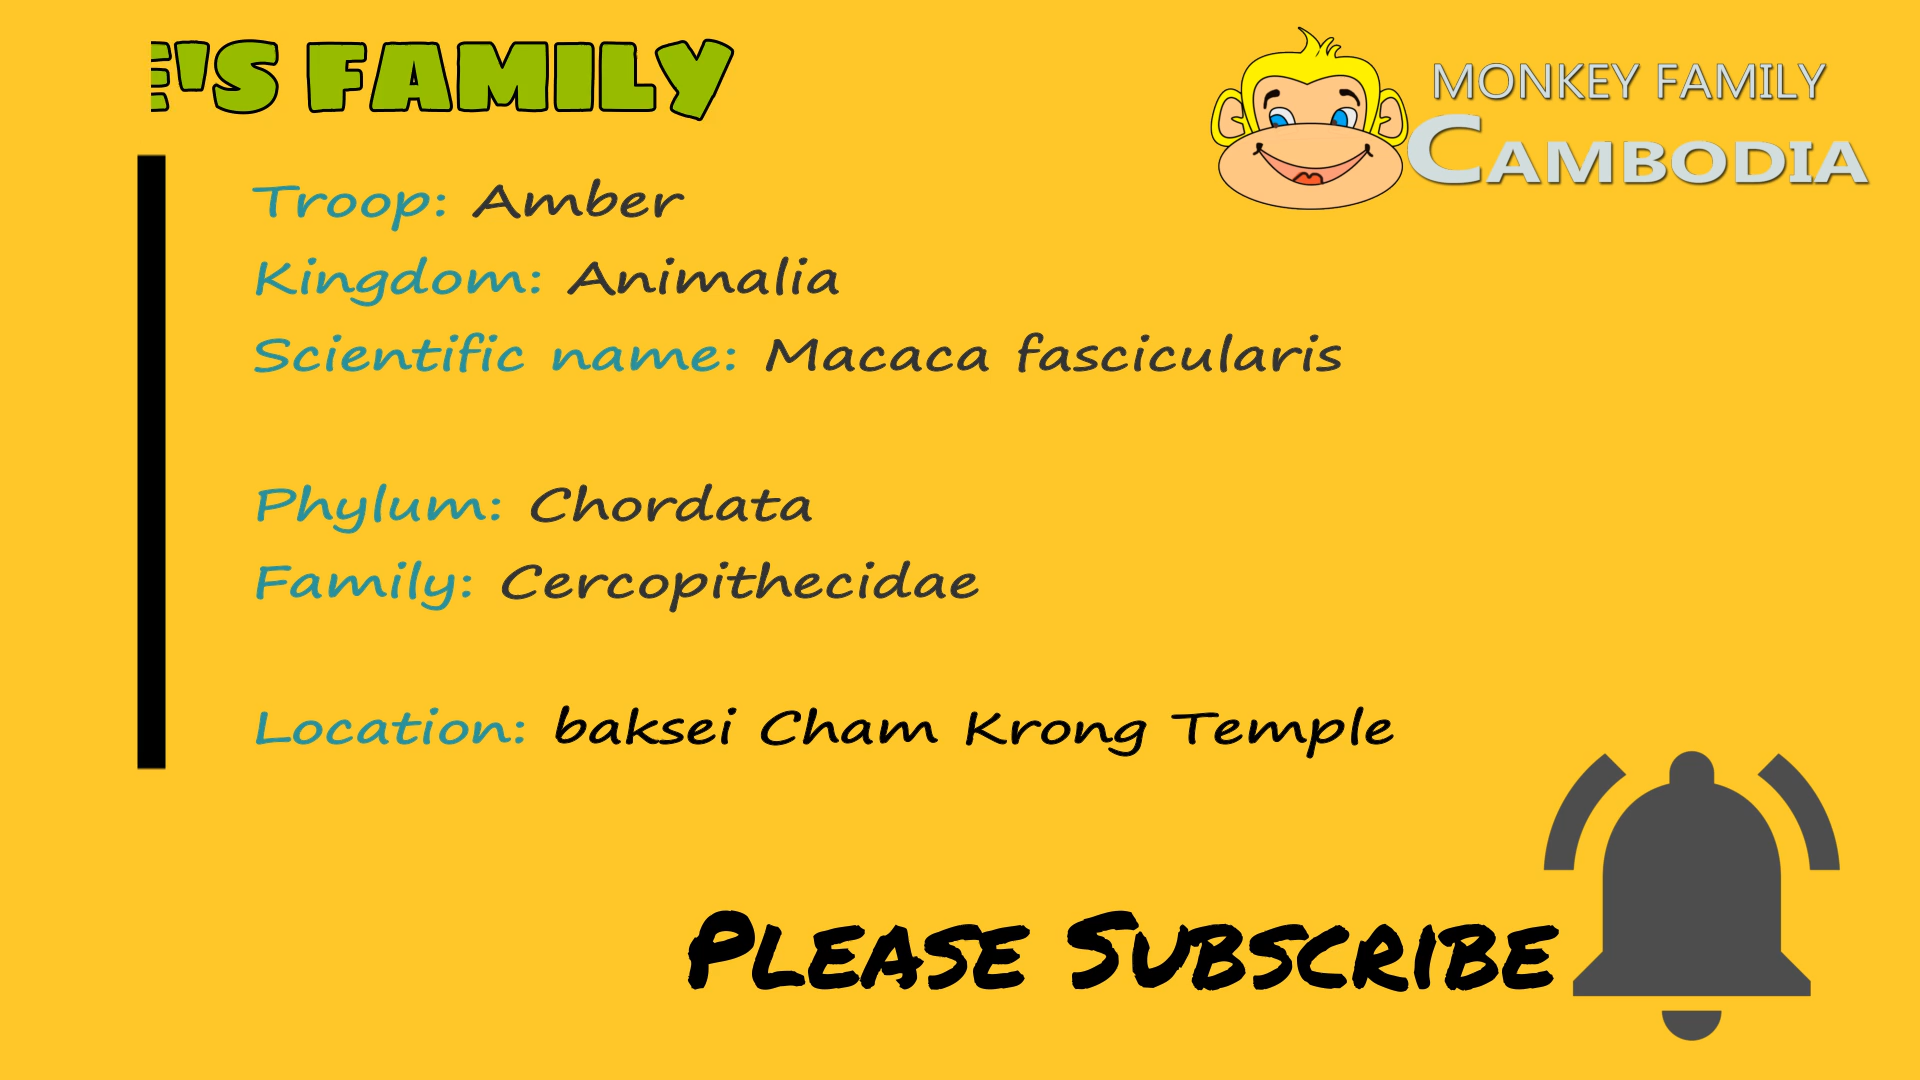 'S FAMILY
MONKEY FAMILY
CAMBODIA
Troop: Amber
Kingdom: Animalia
Scientific name: Macaca fascicularis
Phylum: Chordata
Family: Cercopithecidae
Location: baksei Cham Krong Temple
PLEASE SUBSCRIBE